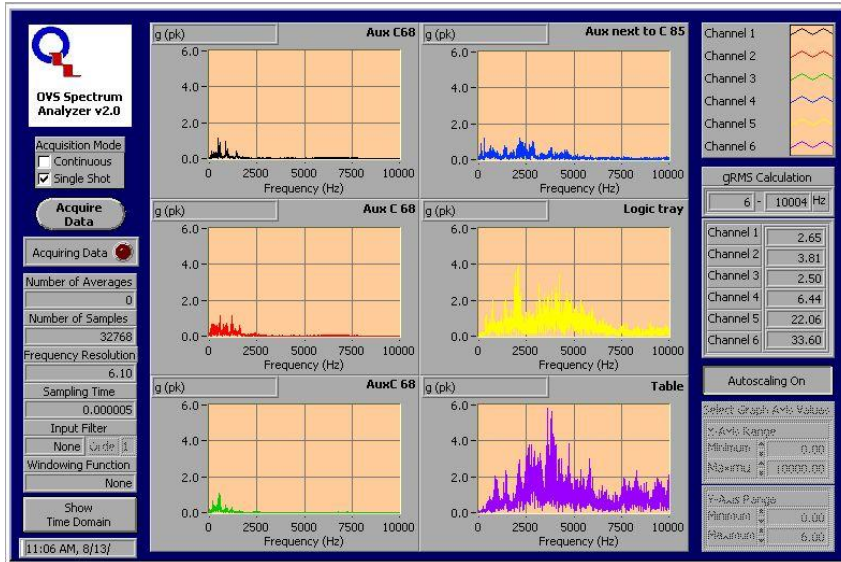 OVS Spectrum
Analyzer v2.0
Acquisition Mode
Continuous
Single Shot
Acquire
Data
Acquiring Data
Number of Averages
0
Number of Samples
32768
Frequency Resolution
6.10
Sampling Time
0.000005
Input Filter
None Orde 1
Windowing Function
None
Show
Time Domain
11:06 AM, 8/13/
g (pk) Aux C68
6.0
4.0
2.0
0.0
0 2500 5000 7500 10000
Frequency (Hz)
g (pk) Aux next to C 85
6.0
4.0
2.0
0.0
0 2500 5000 7500 10000
Frequency (Hz)
g (pk) Aux C 68
6.0
4.0
2.0
0.0
0 2500 5000 7500 10000
Frequency (Hz)
g (pk) Logic tray
6.0
4.0
2.0
0.0
0 2500 5000 7500 10000
Frequency (Hz)
g (pk) AuxC 68
6.0
4.0
2.0
0.0
0 2500 5000 7500 10000
Frequency (Hz)
g (pk) Table
6.0
4.0
2.0
0.0
0 2500 5000 7500 10000
Frequency (Hz)
Channel 1
Channel 2
Channel 3
Channel 4
Channel 5
Channel 6
gRMS Calculation
6 - 10004 Hz
Channel 1 2.65
Channel 2 3.81
Channel 3 2.50
Channel 4 6.44
Channel 5 22.06
Channel 6 33.60
Autoscaling On
Select Graph Axis Values
X-Axis Range
Minimum 0.00
Maximu 10000.00
Y-Axis Range
Minimum 0.00
Maximum 6.00